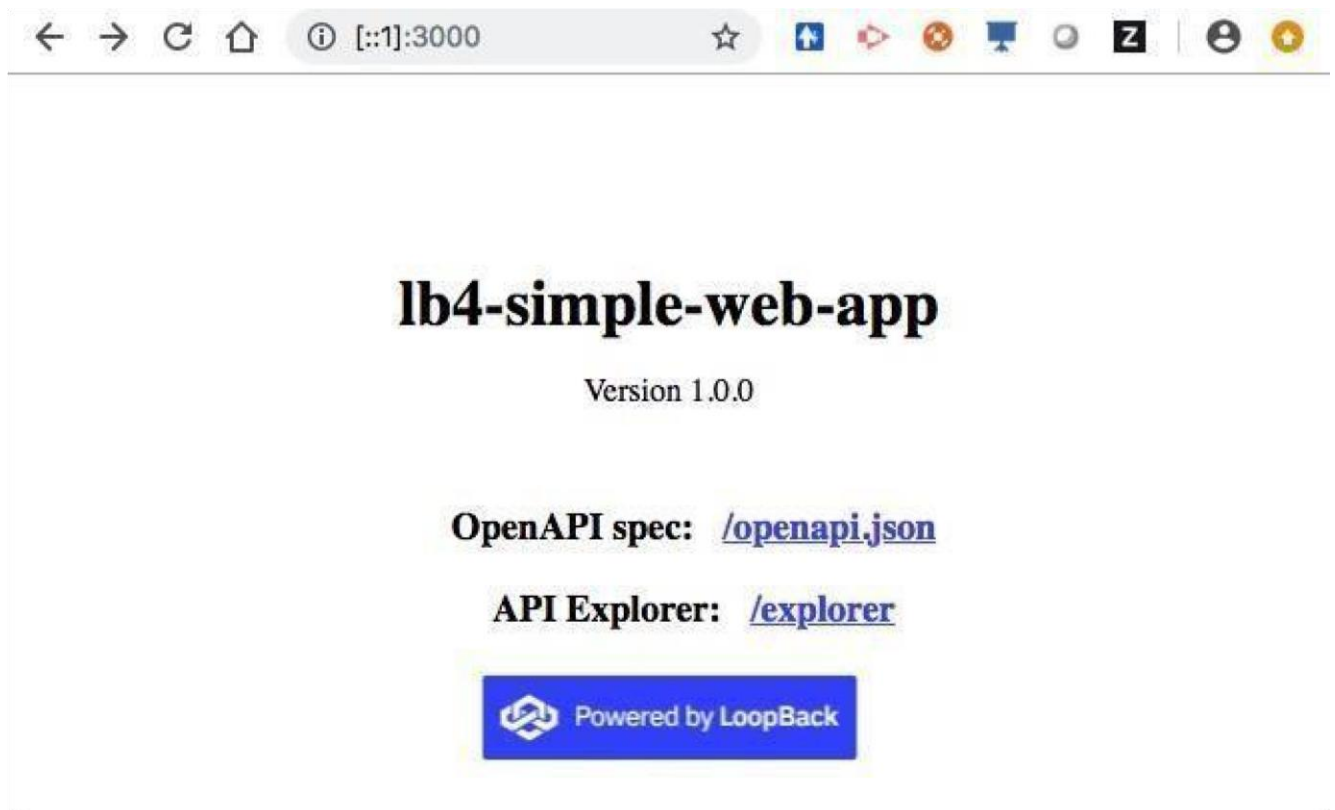 [::1]:3000
Z
lb4-simple-web-app
Version 1.0.0
OpenAPI spec: /openapi.json
API Explorer: /explorer
Powered by LoopBack